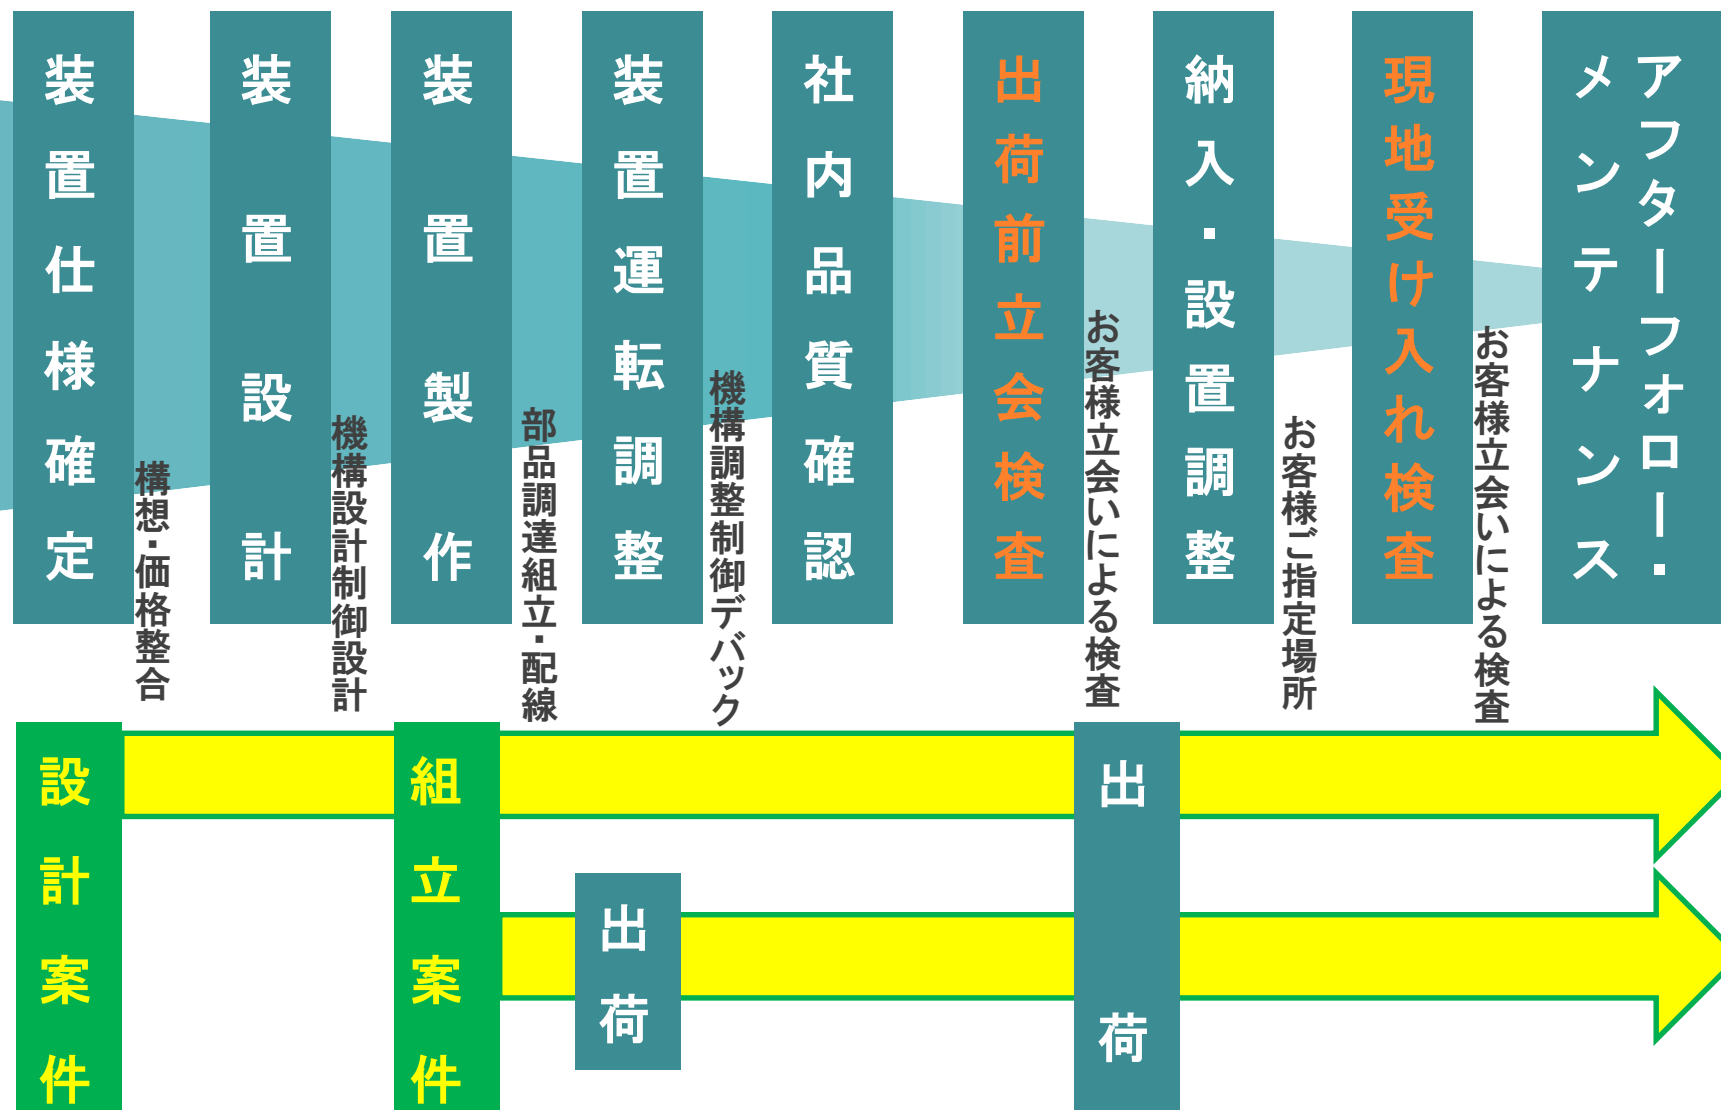 装置仕様確定
構想・価格整合
装置設計
機構設計制御設計
装置製作
部品調達組立・配線
装置運転調整
機構調整制御デバック
社内品質確認
出荷前立会検査
お客様立会いによる検査
納入・設置調整
お客様ご指定場所
現地受け入れ検査
お客様立会いによる検査
アフターフォロー・
メンテナンス
設計案件
組立案件
出荷
出荷